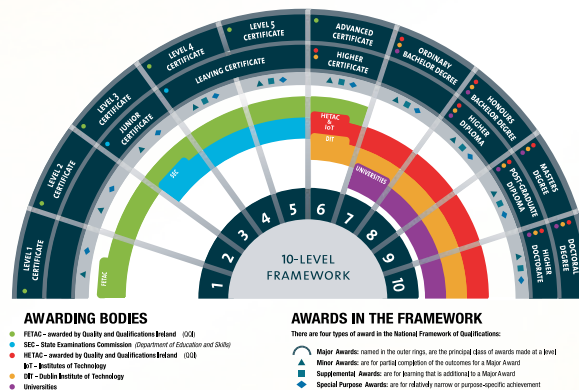 LEVEL 1
CERTIFICATE
LEVEL 2
CERTIFICATE
LEVEL 3
CERTIFICATE
JUNIOR
CERTIFICATE
LEVEL 4
CERTIFICATE
LEVEL 5
CERTIFICATE
LEAVING CERTIFICATE
ADVANCED
CERTIFICATE
HIGHER
CERTIFICATE
ORDINARY
BACHELOR DEGREE
HONOURS
BACHELOR DEGREE
HIGHER
DIPLOMA
MASTERS
DEGREE
POST-GRADUATE
DIPLOMA
DOCTORAL
DEGREE
HIGHER
DOCTORATE
FETAC
SEC
HETAC
&
IoT
DIT
UNIVERSITIES
1
2
3
4
5
6
7
8
9
10
10-LEVEL
FRAMEWORK
AWARDING BODIES
FETAC – awarded by Quality and QualificationsIreland (QQI)
SEC – State Examinations Commission (Department of Education and Skills)
HETAC – awarded by Quality and QualificationsIreland (QQI)
IoT – Institutes of Technology
DIT – Dublin Institute of Technology
Universities
AWARDS IN THE FRAMEWORK
There are four types of award in the National Framework of Qualifications:
Major Awards: named in the outer rings, are the principal class of awards made at a level
Minor Awards: are for partial completion of the outcomes for a Major Award
Supplemental Awards: are for learning that is additional to a Major Award
Special Purpose Awards: are for relatively narrow or purpose-specific achievement